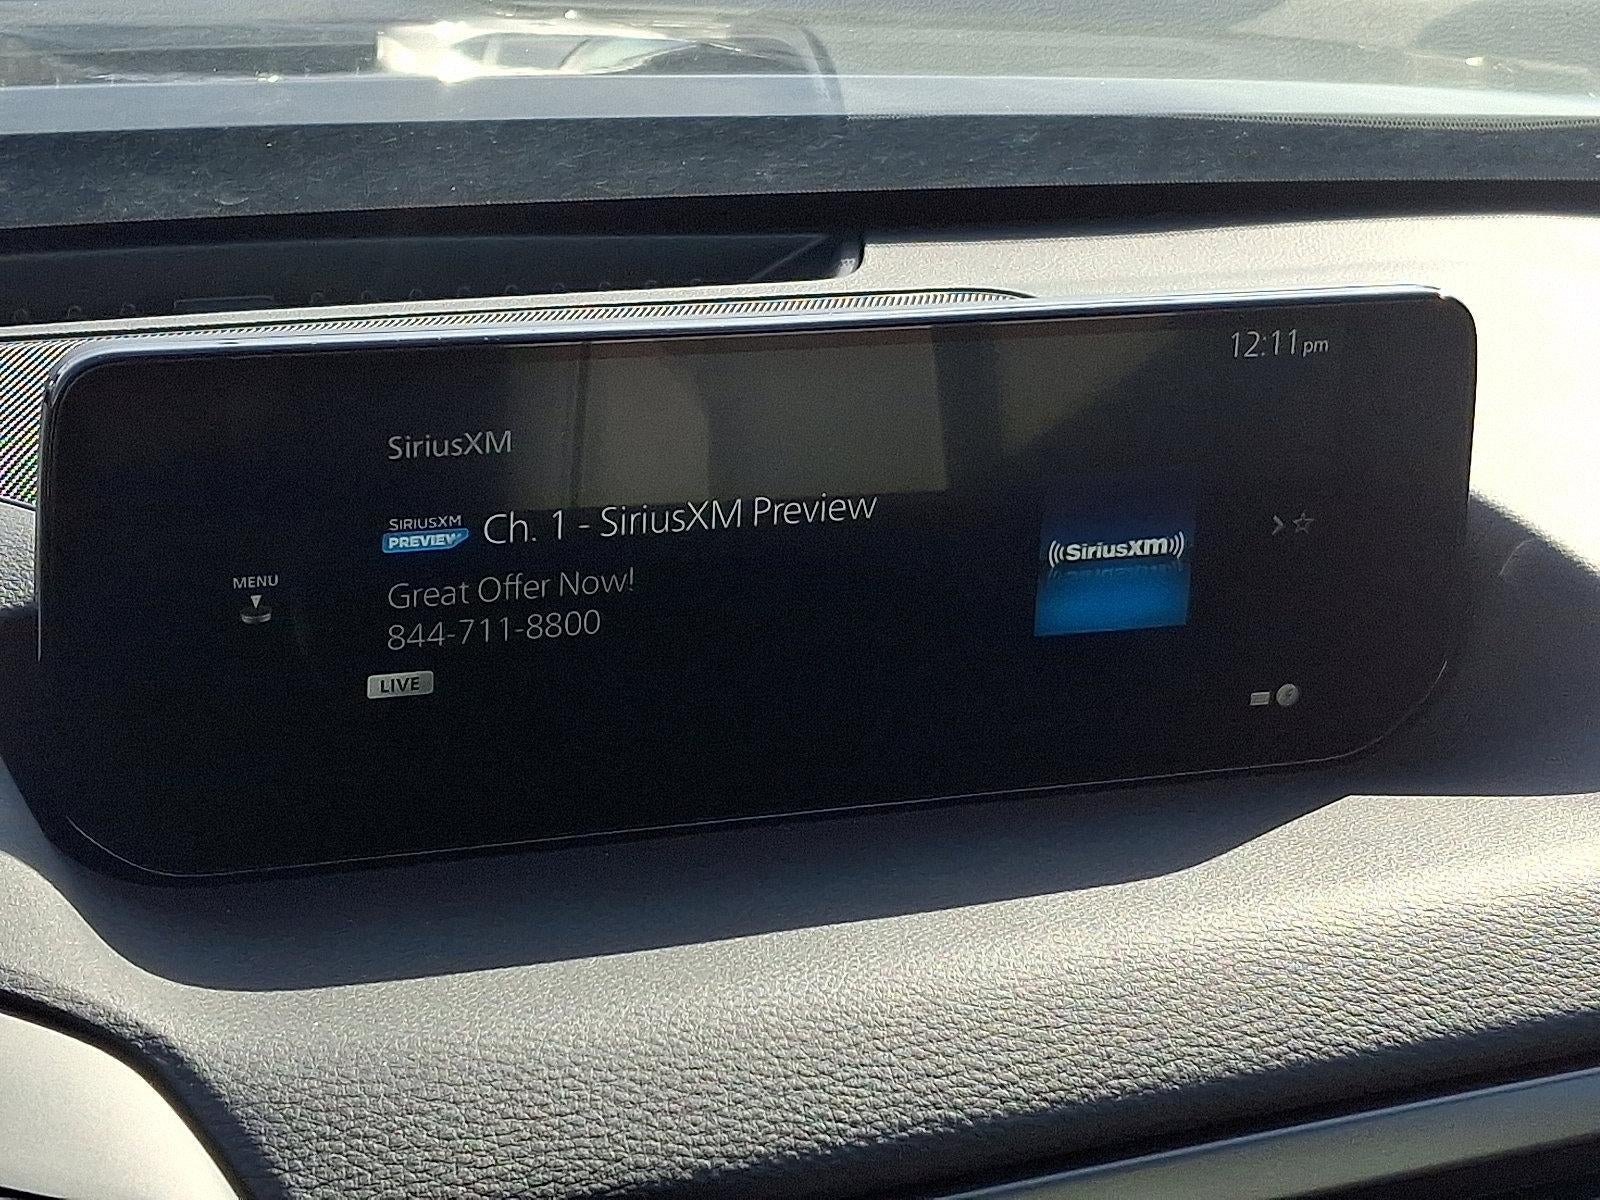 12:11pm
SiriusXM
SIRIUSXM
PREVIEW
Ch. 1 - SiriusXM Preview
((SiriusXM))
MENU
Great Offer Now!
844-711-8800
LIVE